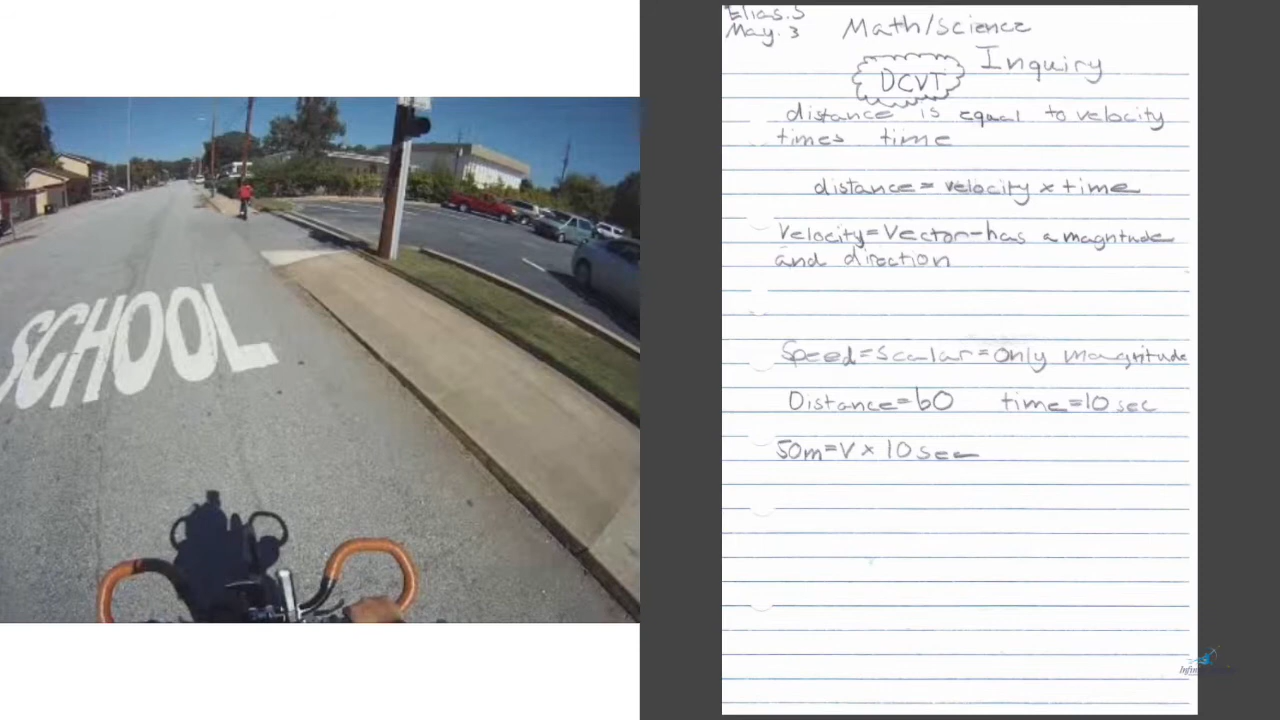 SCHOOL
Elias.S
May. 3
Math/Science
Inquiry
DCVT
distance is equal to velocity
times time
distance = velocity x time
Velocity=Vector-has a magntude
and direction
Speed=scalar=only magnitude
Distance=60 time=10 sec
50m=V x 10 sec